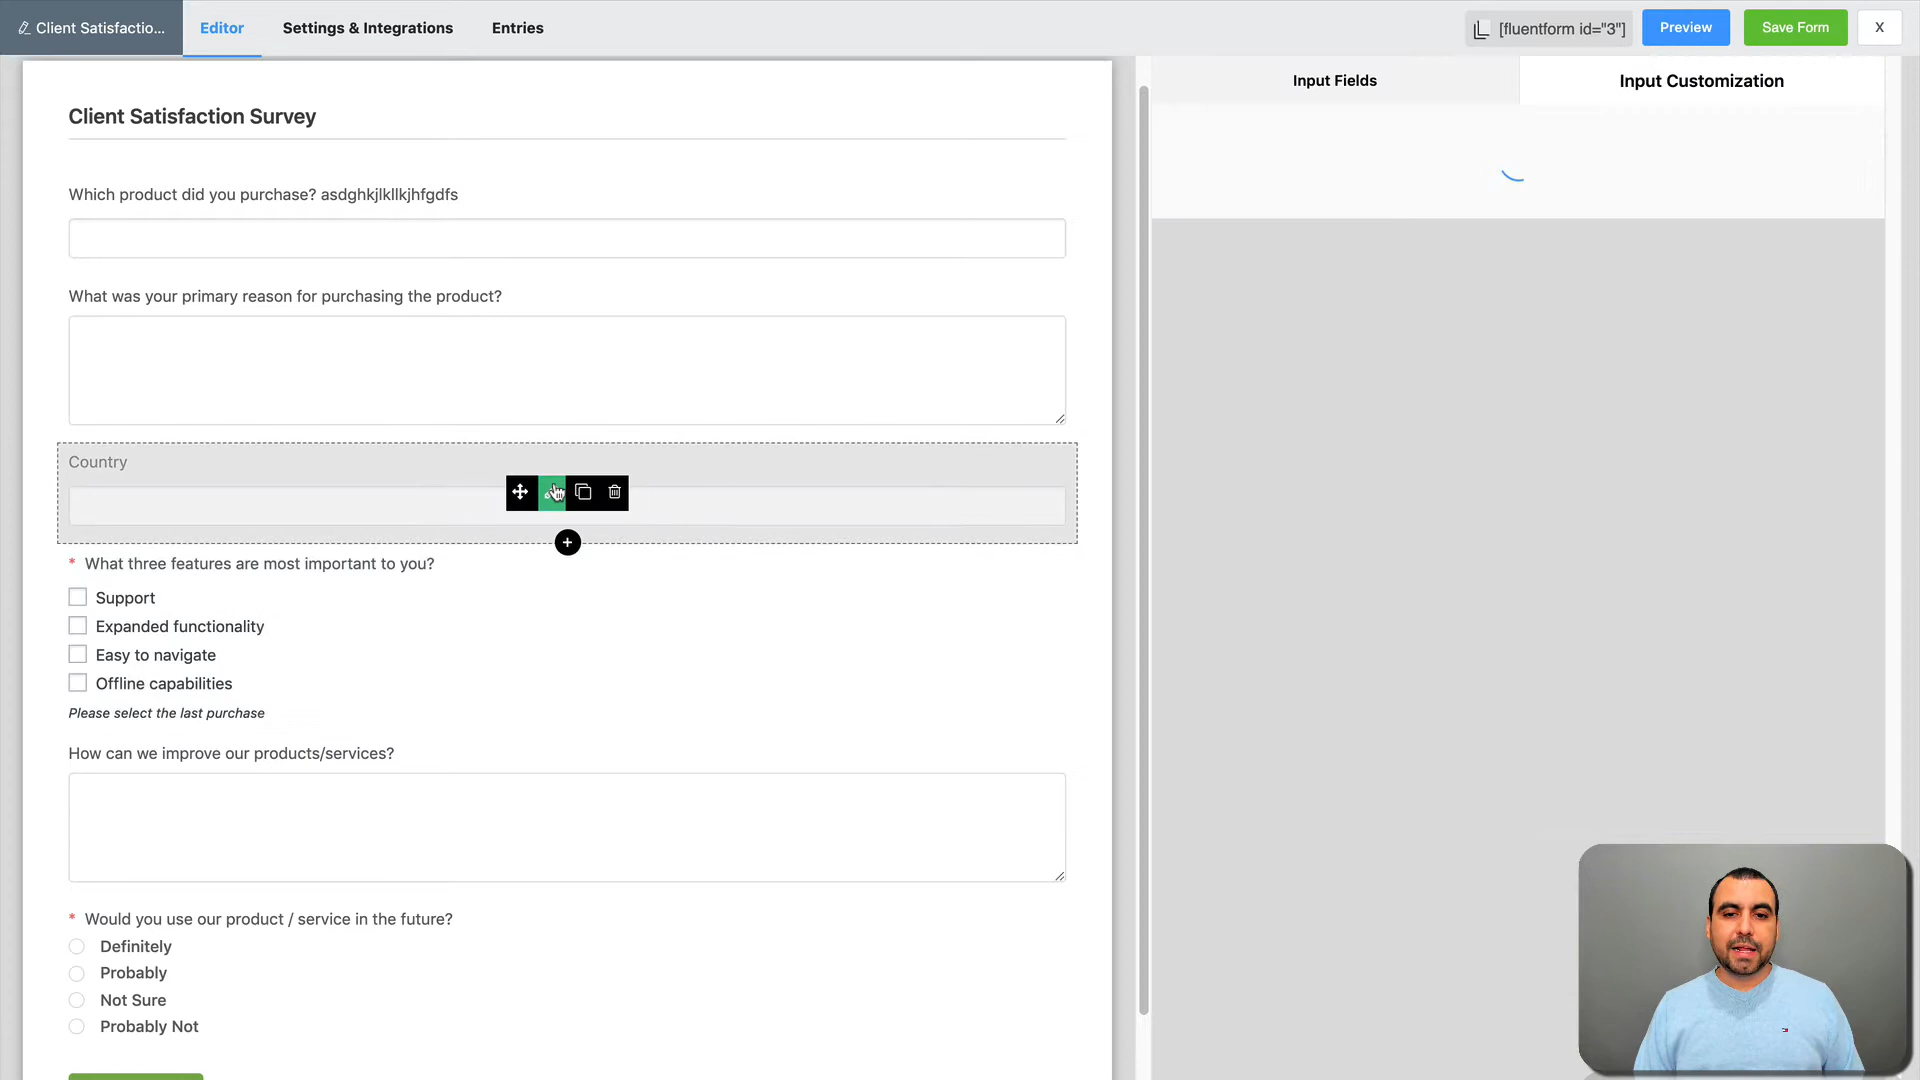 Client Satisfactio...
Editor
Settings & Integrations
Entries
[fluentform id="3"]
Preview
Save Form
X
Client Satisfaction Survey
Which product did you purchase? asdghkjlkllkjhfgdfs
What was your primary reason for purchasing the product?
Country
* What three features are most important to you?
Support
Expanded functionality
Easy to navigate
Offline capabilities
Please select the last purchase
How can we improve our products/services?
* Would you use our product / service in the future?
Definitely
Probably
Not Sure
Probably Not
Input Fields
Input Customization